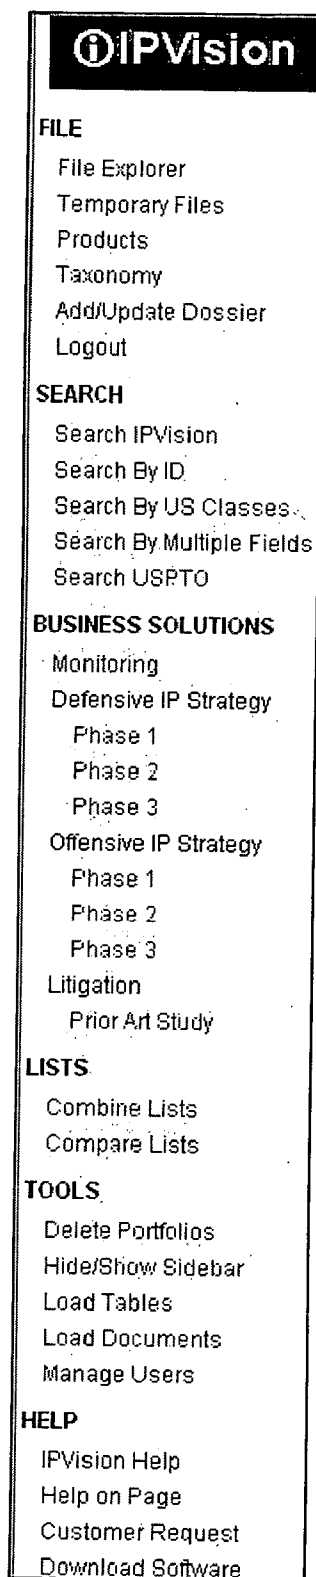 iIPVision
FILE
File Explorer
Temporary Files
Products
Taxonomy
Add/Update Dossier
Logout
SEARCH
Search IPVision
Search By ID
Search By US Classes
Search By Multiple Fields
Search USPTO
BUSINESS SOLUTIONS
Monitoring
Defensive IP Strategy
Phase 1
Phase 2
Phase 3
Offensive IP Strategy
Phase 1
Phase 2
Phase 3
Litigation
Prior Art Study
LISTS
Combine Lists
Compare Lists
TOOLS
Delete Portfolios
Hide/Show Sidebar
Load Tables
Load Documents
Manage Users
HELP
IPVision Help
Help on Page
Customer Request
Download Software